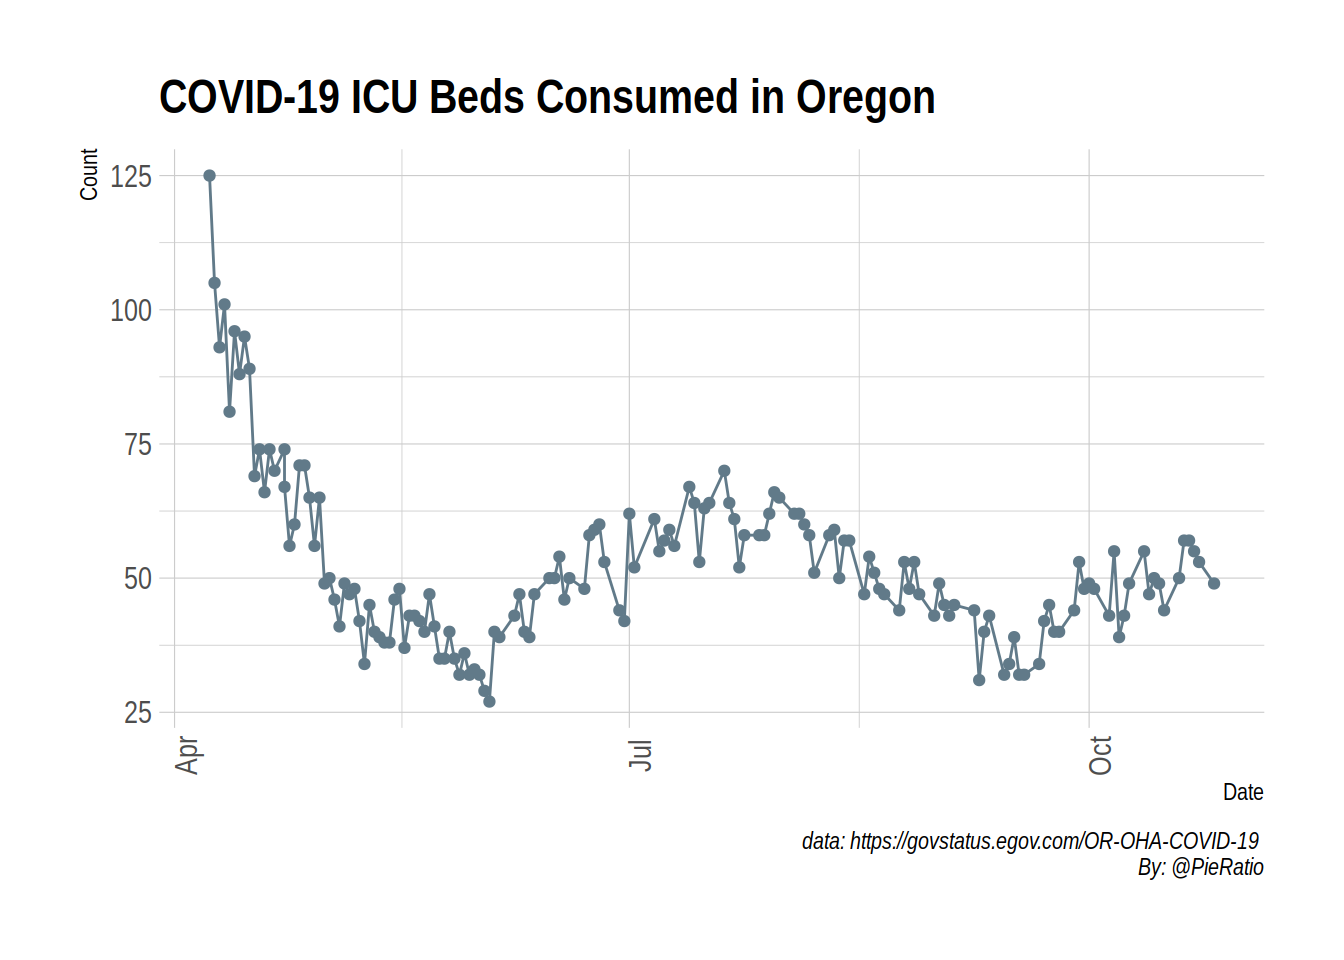 COVID-19 ICU Beds Consumed in Oregon
Count
125
100
75
50
25
Apr
Jul
Oct
Date
data: https://govstatus.egov.com/OR-OHA-COVID-19
By: @PieRatio